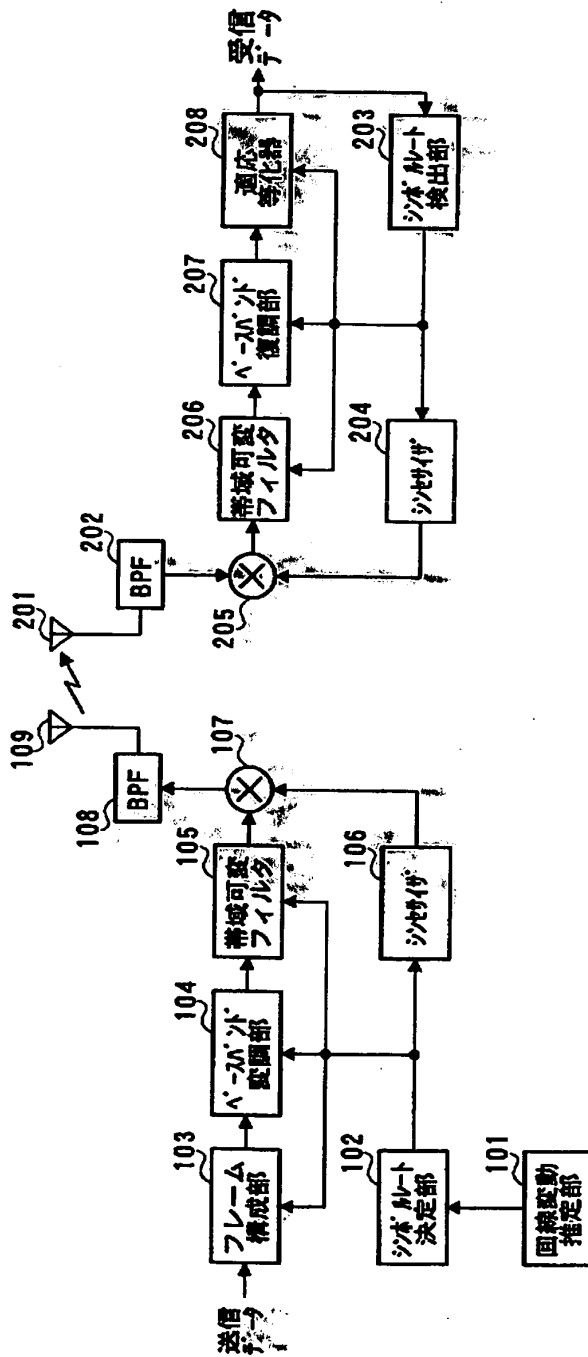 送信
データ
103
フレーム
構成部
104
ベースバンド
変調部
105
帯域可変
フィルタ
107
108
BPF
109
102
シンボルレート
決定部
101
回線変動
推定部
106
シンセサイザ
201
202
BPF
205
206
帯域可変
フィルタ
207
ベースバンド
復調部
208
適応
等化器
受信
データ
204
シンセサイザ
203
シンボルレート
検出部